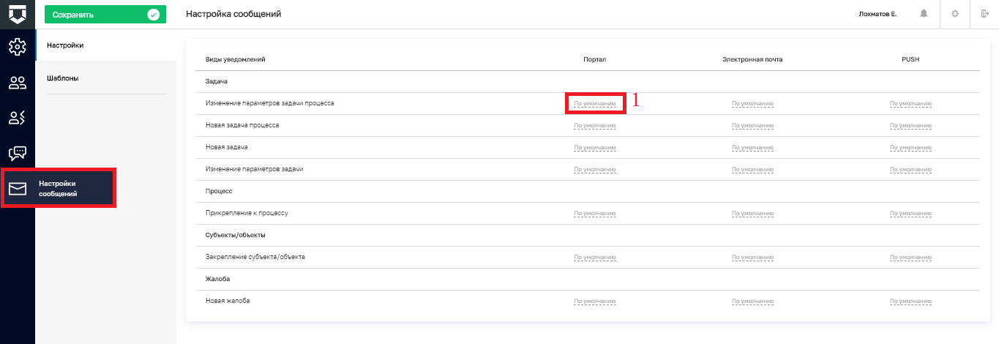 Сохранить
Настройка сообщений
Лохматов Е.
Настройки
Шаблоны
Настройки
сообщений
Виды уведомлений Портал Электронная почта PUSH
Задача
Изменение параметров задачи процесса По умолчанию 1 По умолчанию По умолчанию
Новая задача процесса По умолчанию По умолчанию По умолчанию
Новая задача По умолчанию По умолчанию По умолчанию
Изменение параметров задачи По умолчанию По умолчанию По умолчанию
Процесс
Прикрепление к процессу По умолчанию По умолчанию По умолчанию
Субъекты/объекты
Закрепление субъекта/объекта По умолчанию По умолчанию По умолчанию
Жалоба
Новая жалоба По умолчанию По умолчанию По умолчанию